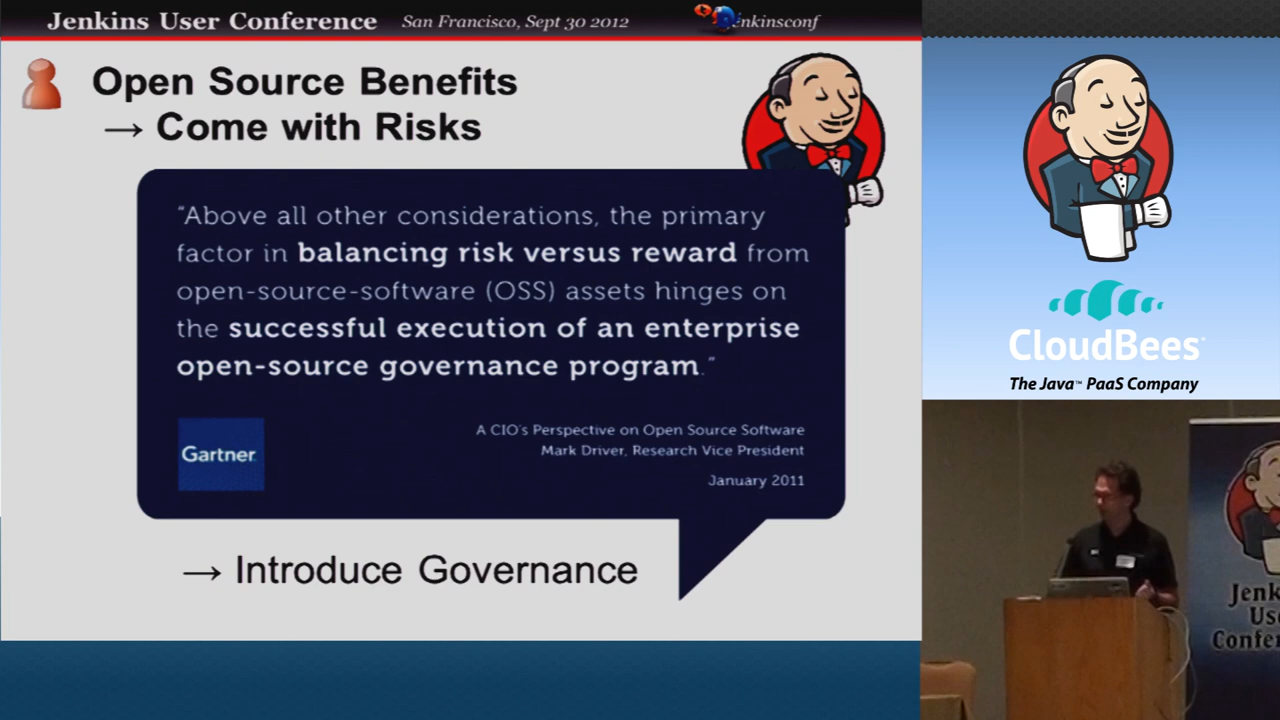 Jenkins User Conference San Francisco, Sept 30 2012 #jenkinsconf
Open Source Benefits
→ Come with Risks
“Above all other considerations, the primary
factor in balancing risk versus reward from
open-source-software (OSS) assets hinges on
the successful execution of an enterprise
open-source governance program.”
Gartner
A CIO's Perspective on Open Source Software
Mark Driver, Research Vice President
January 2011
→ Introduce Governance
CloudBees
The Java™ PaaS Company
Jenk
Use
Confer